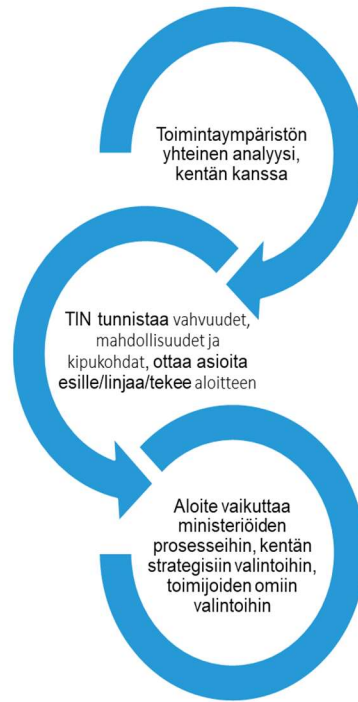 Toimintaympäristön
yhteinen analyysi,
kentän kanssa
TIN tunnistaa vahvuudet,
mahdollisuudet ja
kipukohdat, ottaa asioita
esille/linjaa/tekee aloitteen
Aloite vaikuttaa
ministeriöiden
prosesseihin, kentän
strategisiin valintoihin,
toimijoiden omiin
valintoihin